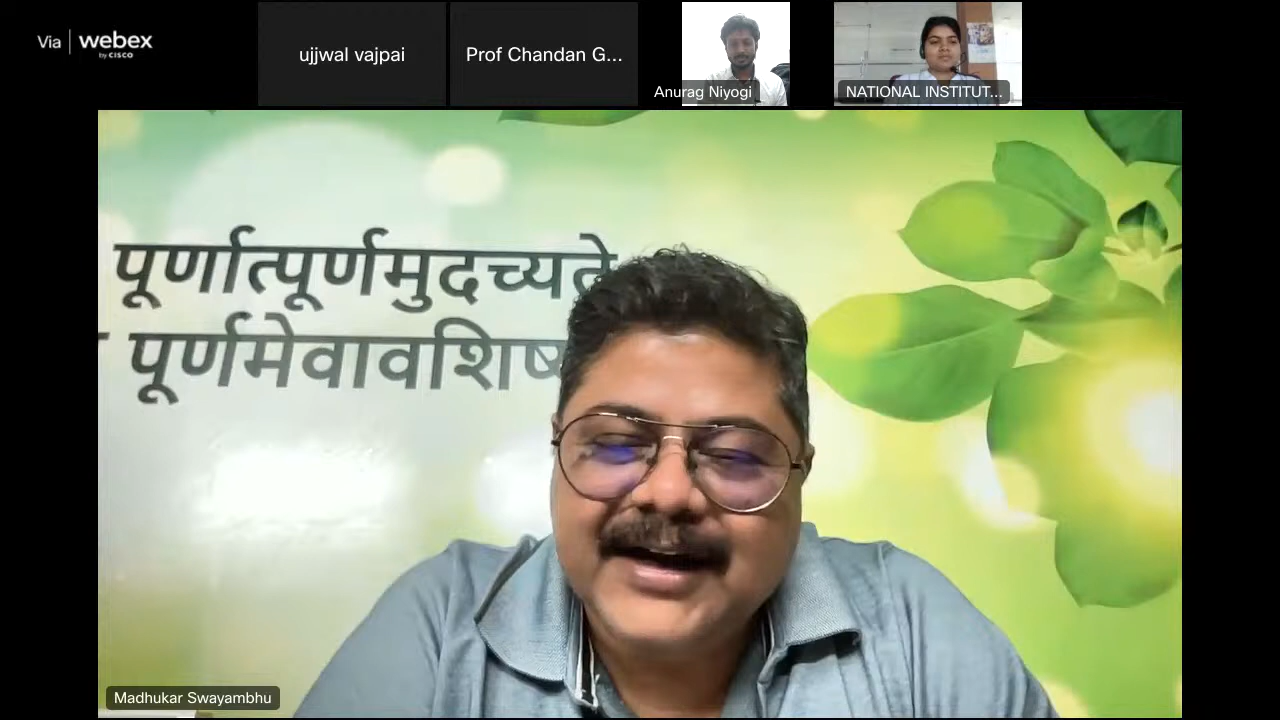 Via | webex
by CISCO
ujjwal vajpai
Prof Chandan G...
Anurag Niyogi
NATIONAL INSTITUT...
पूर्णात्पूर्णमुदच्यते
पूर्णमेवावशिष
Madhukar Swayambhu